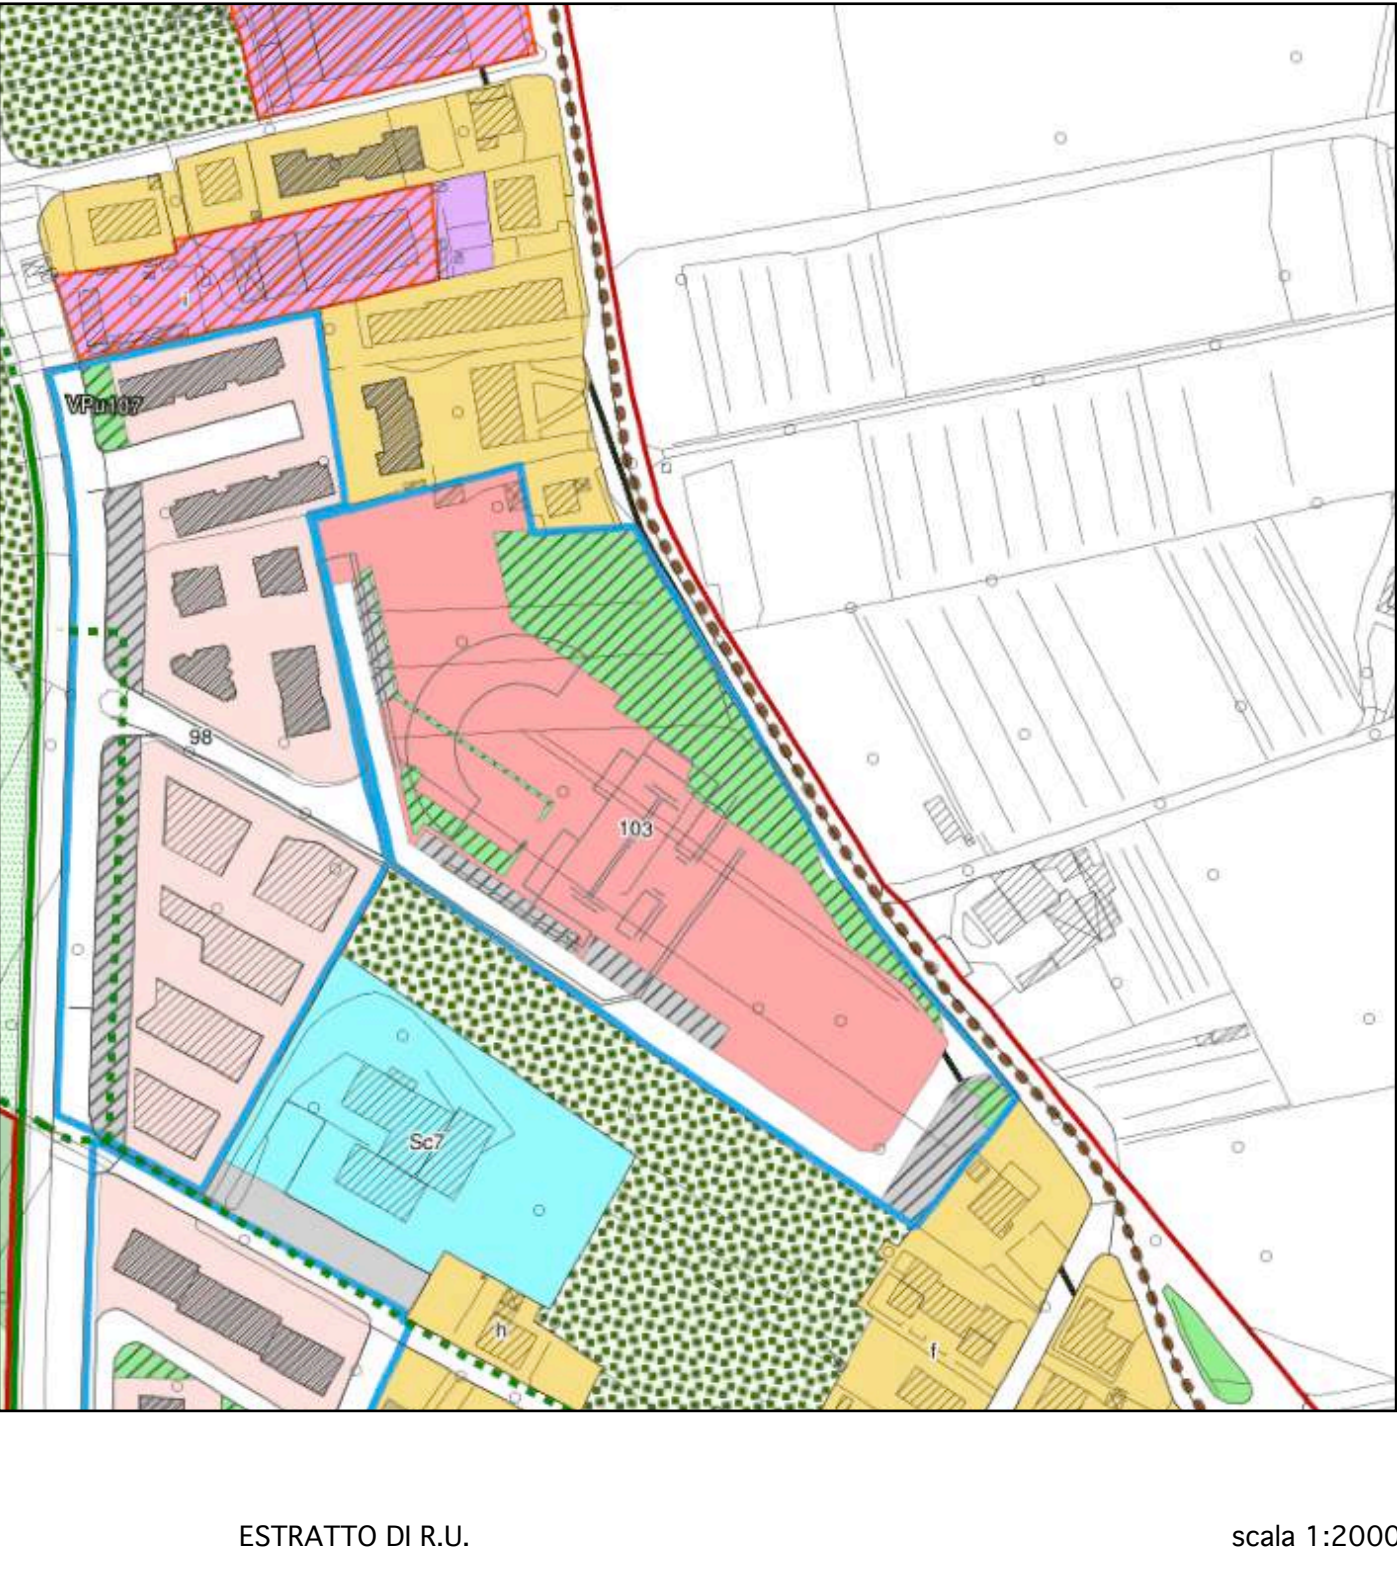 i
VPu107
98
103
Sc7
h
f
ESTRATTO DI R.U.
scala 1:2000